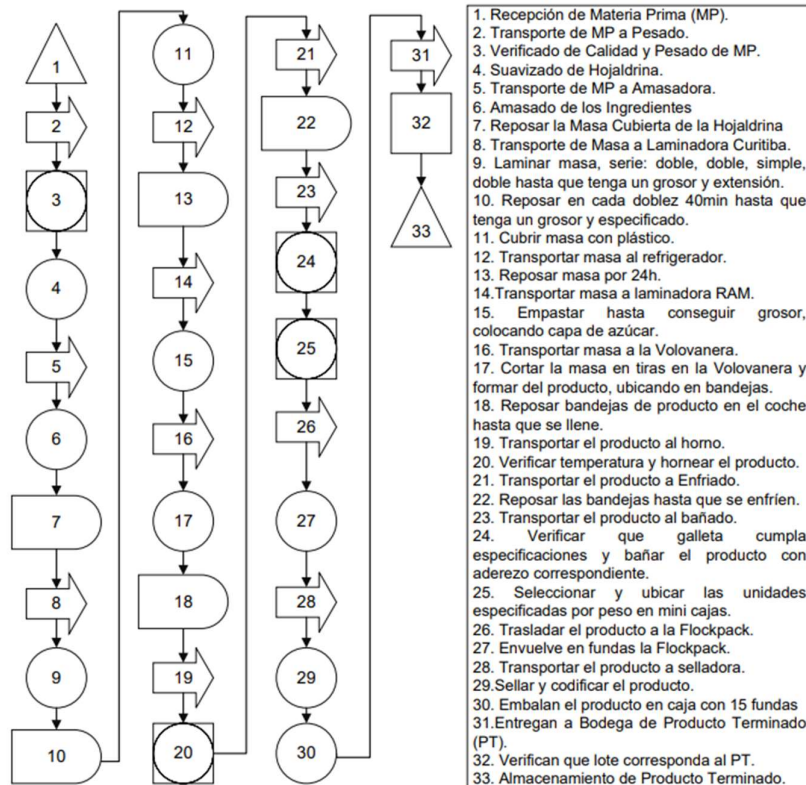 1
2
3
4
5
6
7
8
9
10
11
12
13
14
15
16
17
18
19
20
21
22
23
24
25
26
27
28
29
30
31
32
33
1. Recepción de Materia Prima (MP).
2. Transporte de MP a Pesado.
3. Verificado de Calidad y Pesado de MP.
4. Suavizado de Hojaldrina.
5. Transporte de MP a Amasadora.
6. Amasado de los Ingredientes
7. Reposar la Masa Cubierta de la Hojaldrina
8. Transporte de Masa a Laminadora Curitiba.
9. Laminar masa, serie: doble, doble, simple,
doble hasta que tenga un grosor y extensión.
10. Reposar en cada doblez 40min hasta que
tenga un grosor y especificado.
11. Cubrir masa con plástico.
12. Transportar masa al refrigerador.
13. Reposar masa por 24h.
14.Transportar masa a laminadora RAM.
15. Empastar hasta conseguir grosor,
colocando capa de azúcar.
16. Transportar masa a la Volovanera.
17. Cortar la masa en tiras en la Volovanera y
formar del producto, ubicando en bandejas.
18. Reposar bandejas de producto en el coche
hasta que se llene.
19. Transportar el producto al horno.
20. Verificar temperatura y hornear el producto.
21. Transportar el producto a Enfriado.
22. Reposar las bandejas hasta que se enfríen.
23. Transportar el producto al bañado.
24. Verificar que galleta cumpla
especificaciones y bañar el producto con
aderezo correspondiente.
25. Seleccionar y ubicar las unidades
especificadas por peso en mini cajas.
26. Trasladar el producto a la Flockpack.
27. Envuelve en fundas la Flockpack.
28. Transportar el producto a selladora.
29.Sellar y codificar el producto.
30. Embalan el producto en caja con 15 fundas
31.Entregan a Bodega de Producto Terminado
(PT).
32. Verifican que lote corresponda al PT.
33. Almacenamiento de Producto Terminado.